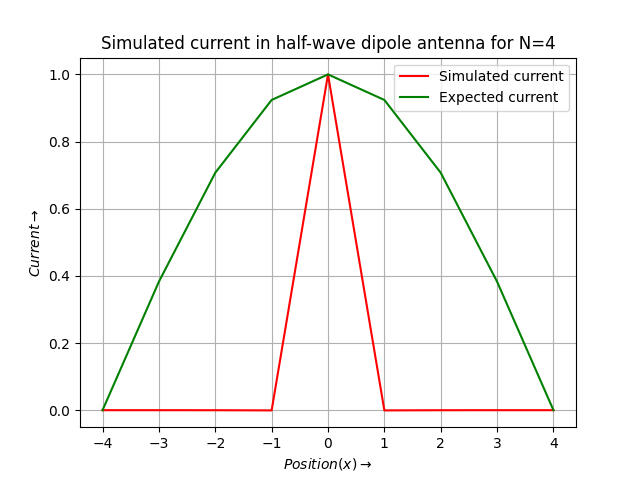 Simulated current in half-wave dipole antenna for N=4
Simulated current
Expected current
1.0
0.8
0.6
0.4
0.2
0.0
Current→
−4 −3 −2 −1 0 1 2 3 4
Position(x)→